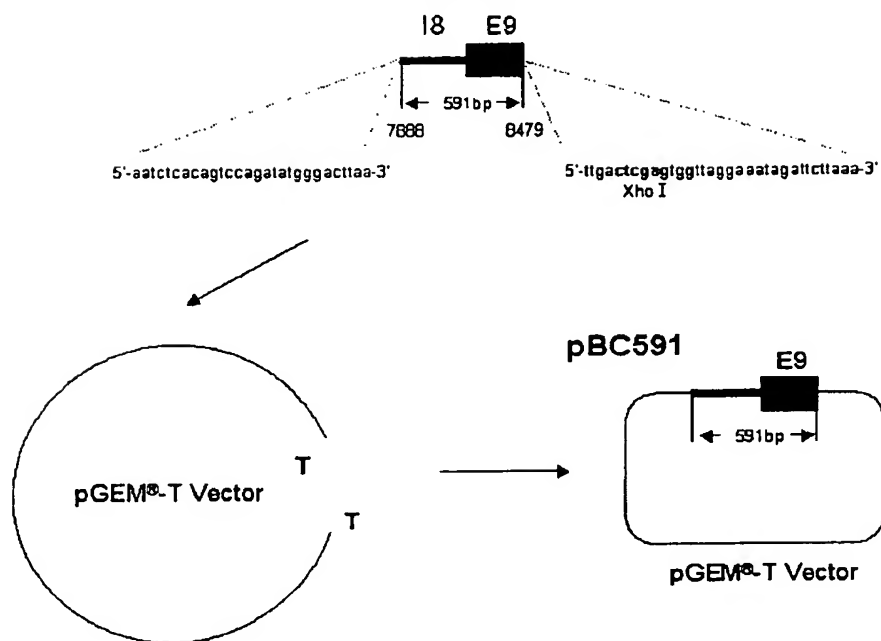 I8 E9
591bp
7888 8479
5'-aatctcacagtccagatatgggacttaa-3' 5'-ttgactcgagtggttaggaaatagattcttaaa-3'
Xho I
pBC591
E9
591bp
T
pGEM®-T Vector
T
pGEM®-T Vector